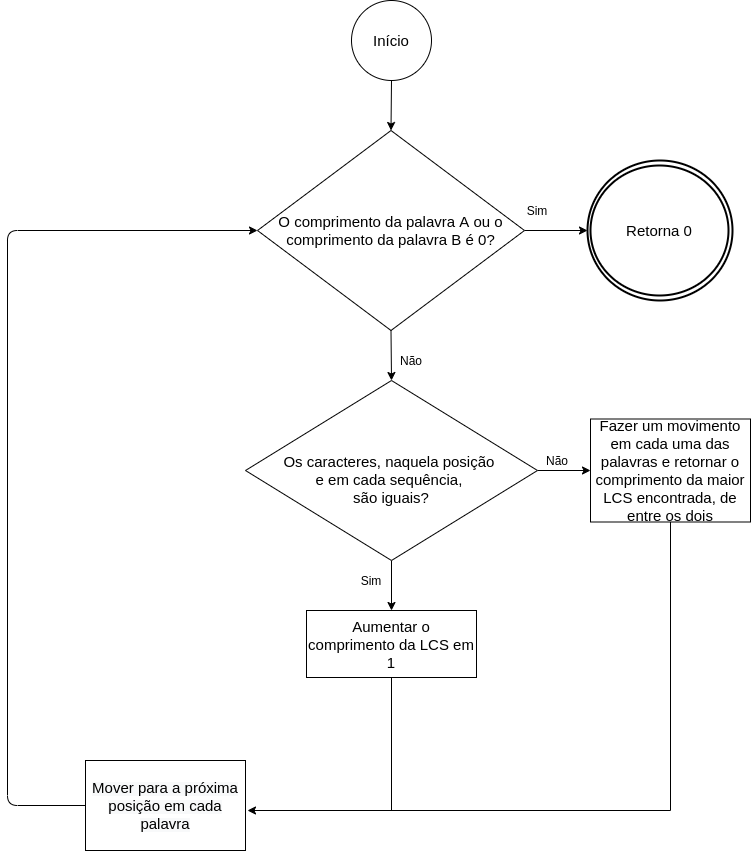 Início
O comprimento da palavra A ou o
comprimento da palavra B é 0?
Sim
Retorna 0
Não
Os caracteres, naquela posição
e em cada sequência,
são iguais?
Não
Fazer um movimento
em cada uma das
palavras e retornar o
comprimento da maior
LCS encontrada, de
entre os dois
Sim
Aumentar o
comprimento da LCS em
1
Mover para a próxima
posição em cada
palavra